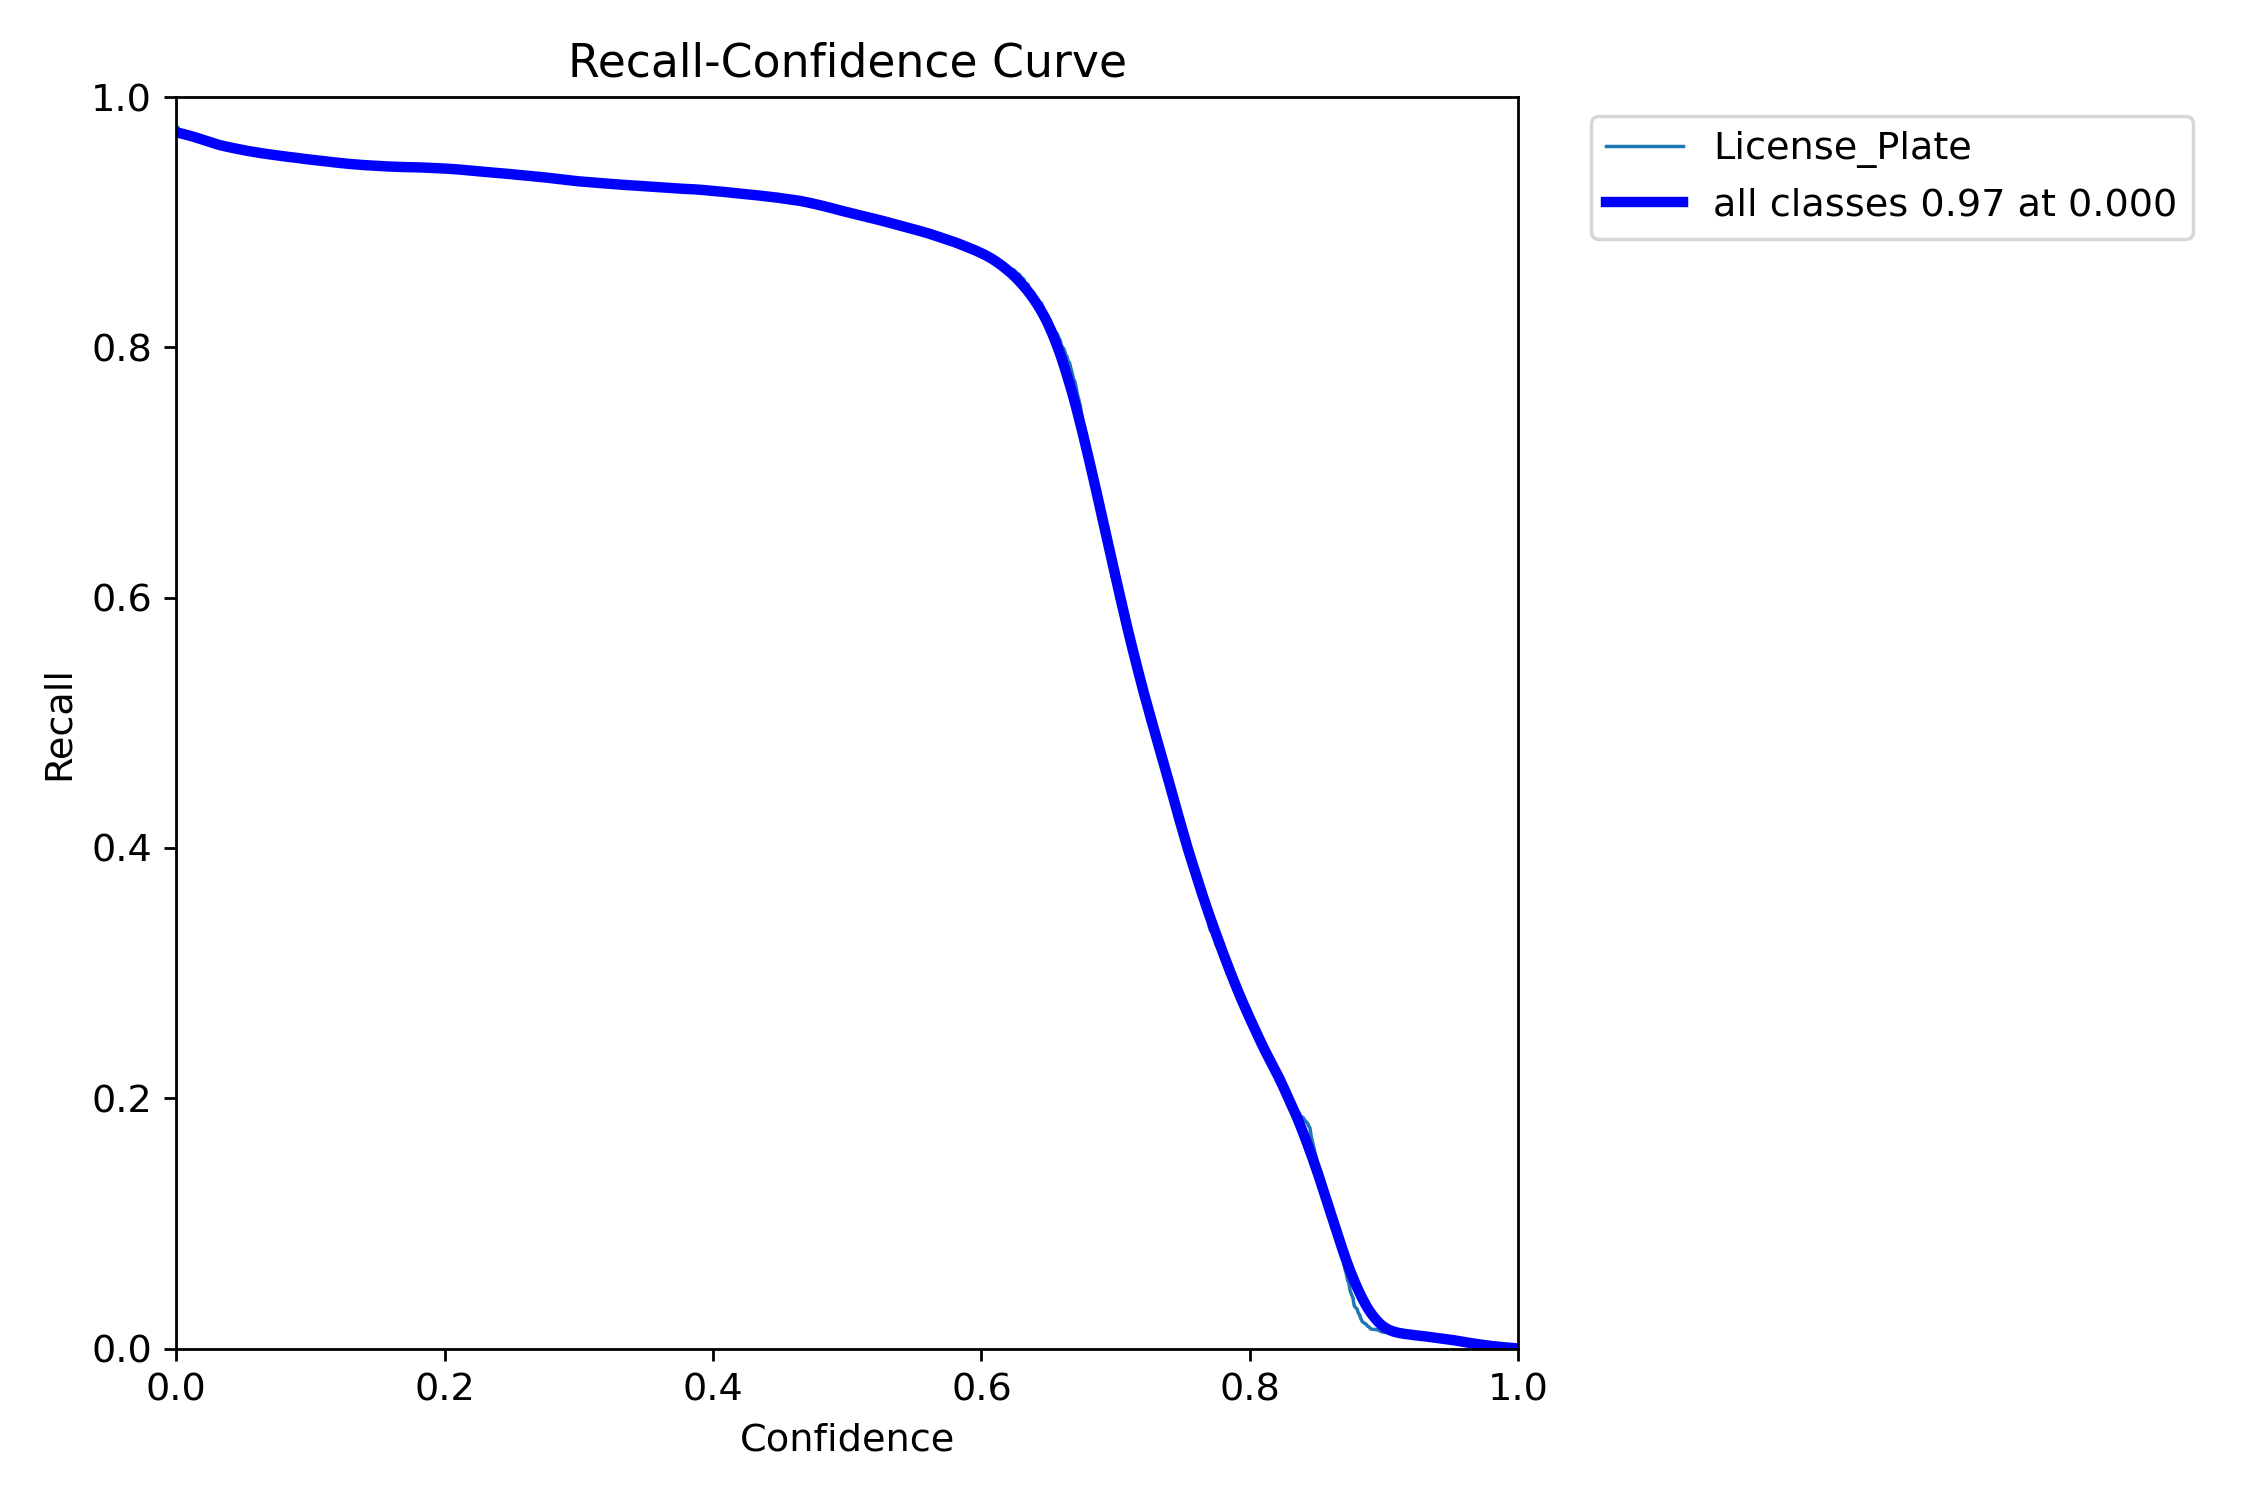 Recall-Confidence Curve
1.0
0.8
0.6
0.4
0.2
0.0
Recall
0.0 0.2 0.4 0.6 0.8 1.0
Confidence
License_Plate
all classes 0.97 at 0.000